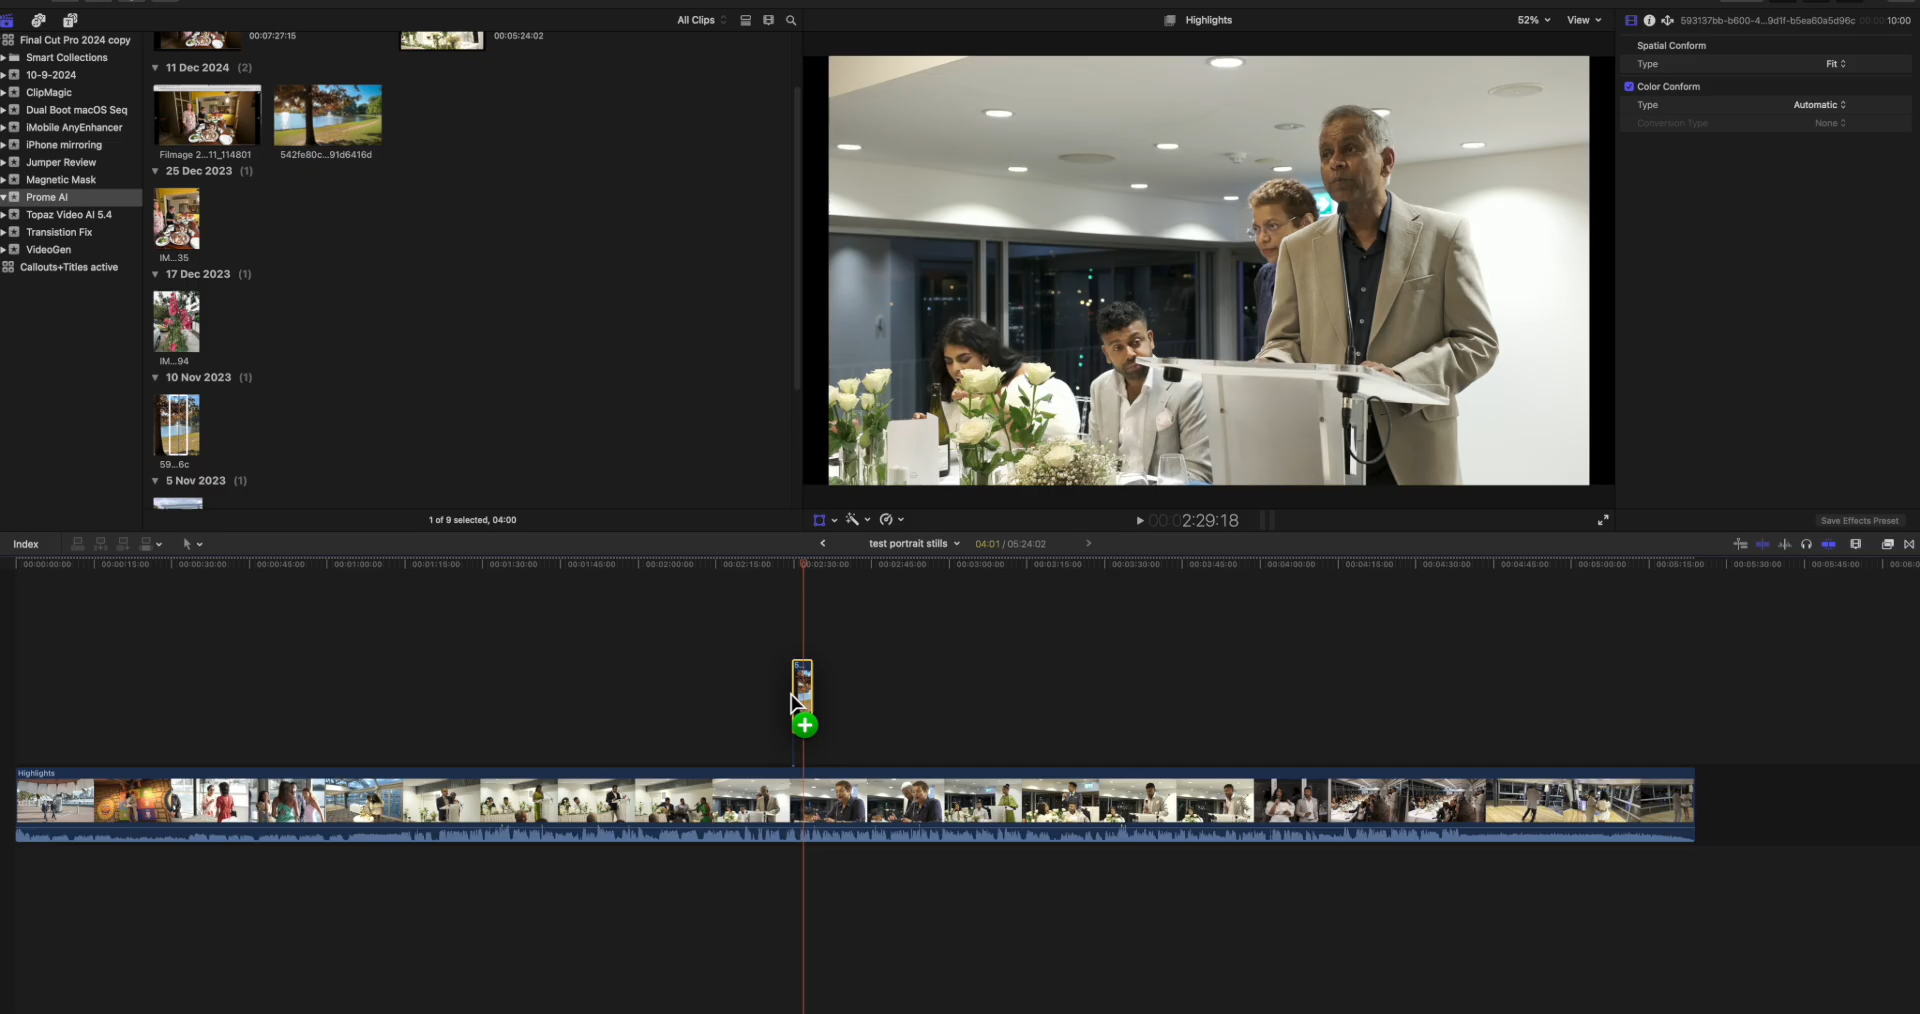 All Clips
Highlights
52%
View
593137bb-b600-4...9d1f-b5ea60a5d96c
00:00:10:00
Final Cut Pro 2024 copy
Smart Collections
10-9-2024
ClipMagic
Dual Boot macOS Seq
iMobile AnyEnhancer
iPhone mirroring
Jumper Review
Magnetic Mask
Prome AI
Topaz Video AI 5.4
Transistion Fix
VideoGen
Callouts+Titles active
00:07:27:15
00:05:24:02
11 Dec 2024 (2)
Filmage 2...11_114801
542fe80c...91d6416d
25 Dec 2023 (1)
IM...35
17 Dec 2023 (1)
IM...94
10 Nov 2023 (1)
59...6c
5 Nov 2023 (1)
1 of 9 selected, 04:00
Spatial Conform
Type
Fit
Color Conform
Type
Automatic
Conversion Type
None
00:02:29:18
Save Effects Preset
Index
test portrait stills
04:01 / 05:24:02
00:00:00:00
00:00:15:00
00:00:30:00
00:00:45:00
00:01:00:00
00:01:15:00
00:01:30:00
00:01:45:00
00:02:00:00
00:02:15:00
00:02:30:00
00:02:45:00
00:03:00:00
00:03:15:00
00:03:30:00
00:03:45:00
00:04:00:00
00:04:15:00
00:04:30:00
00:04:45:00
00:05:00:00
00:05:15:00
00:05:30:00
00:05:45:00
00:06:0
5...
Highlights